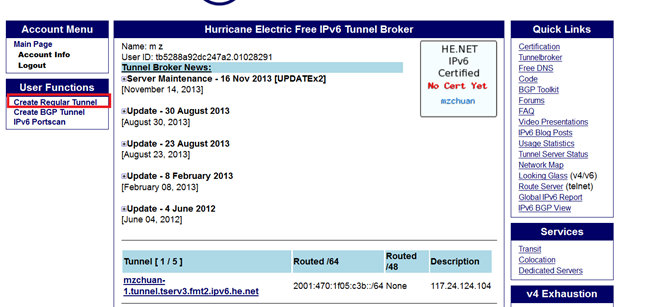 Account Menu
Main Page
Account Info
Logout
User Functions
Create Regular Tunnel
Create BGP Tunnel
IPv6 Portscan
Hurricane Electric Free IPv6 Tunnel Broker
Name: m z
User ID: tb5288a92dc247a2.01028291
Tunnel Broker News:
Server Maintenance - 16 Nov 2013 [UPDATEx2]
[November 14, 2013]
Update - 30 August 2013
[August 30, 2013]
Update - 23 August 2013
[August 23, 2013]
Update - 8 February 2013
[February 08, 2013]
Update - 4 June 2012
[June 04, 2012]
HE.NET
IPv6
Certified
No Cert Yet
mzchuan
Tunnel [ 1 / 5 ] Routed /64 Routed /48 Description
mzchuan-
1.tunnel.tserv3.fmt2.ipv6.he.net 2001:470:1f05:c3b::/64 None 117.24.124.104
Quick Links
Certification
Tunnelbroker
Free DNS
Code
BGP Toolkit
Forums
FAQ
Video Presentations
IPv6 Blog Posts
Usage Statistics
Tunnel Server Status
Network Map
Looking Glass (v4/v6)
Route Server (telnet)
Global IPv6 Report
IPv6 BGP View
Services
Transit
Colocation
Dedicated Servers
v4 Exhaustion